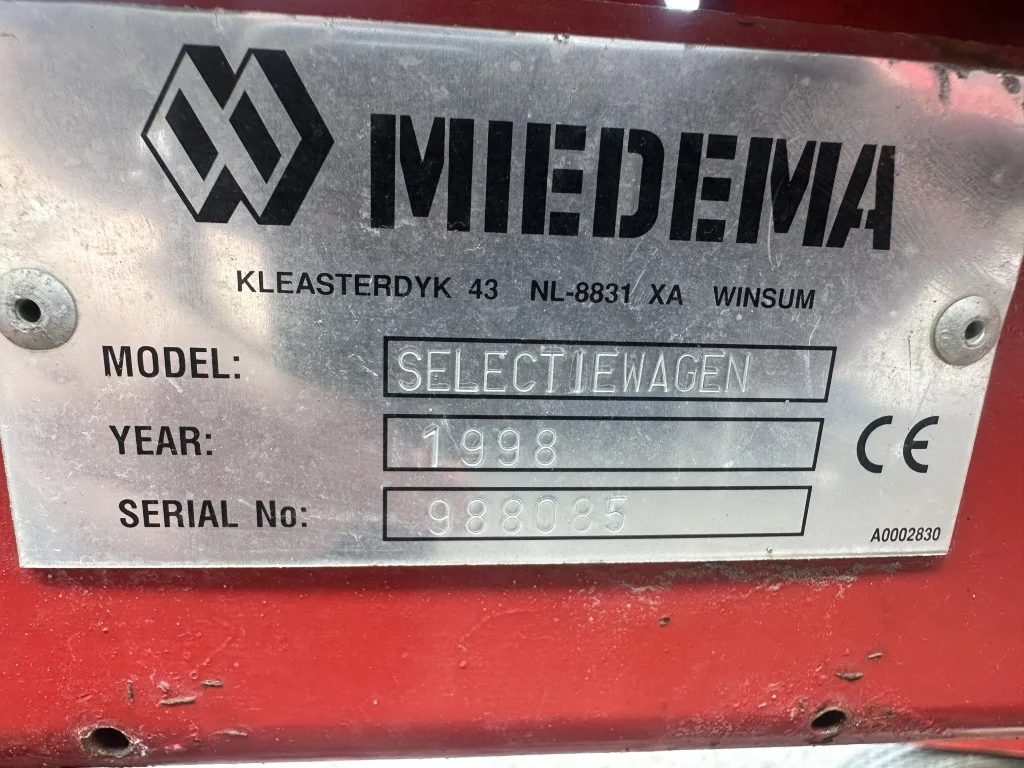 MIEDEMA
KLEASTERDYK 43 NL-8831 XA WINSUM
MODEL: SELECTIEWAGEN
YEAR: 1998
CE
SERIAL No: 988085
A0002830